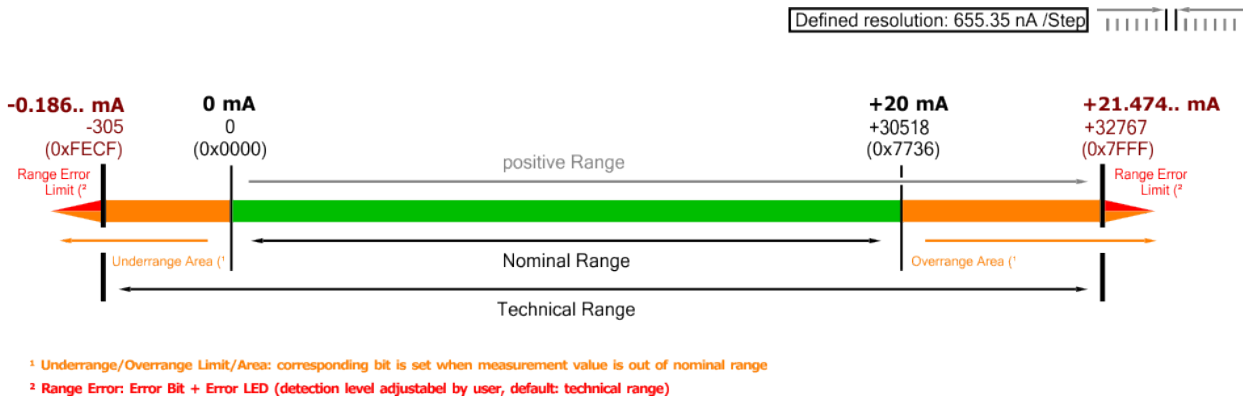 Defined resolution: 655.35 nA /Step
-0.186.. mA
-305
(0xFECF)
0 mA
0
(0x0000)
+20 mA
+30518
(0x7736)
+21.474.. mA
+32767
(0x7FFF)
positive Range
Range Error
Limit (²
Range Error
Limit (²
Underrange Area (¹
Nominal Range
Overrange Area (¹
Technical Range
¹ Underrange/Overrange Limit/Area: corresponding bit is set when measurement value is out of nominal range
² Range Error: Error Bit + Error LED (detection level adjustabel by user, default: technical range)